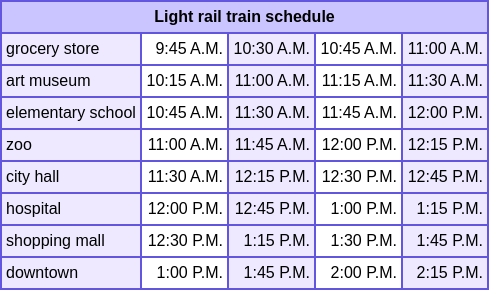 Light rail train schedule
grocery store 9:45 A.M. 10:30 A.M. 10:45 A.M. 11:00 A.M.
art museum 10:15 A.M. 11:00 A.M. 11:15 A.M. 11:30 A.M.
elementary school 10:45 A.M. 11:30 A.M. 11:45 A.M. 12:00 P.M.
zoo 11:00 A.M. 11:45 A.M. 12:00 P.M. 12:15 P.M.
city hall 11:30 A.M. 12:15 P.M. 12:30 P.M. 12:45 P.M.
hospital 12:00 P.M. 12:45 P.M. 1:00 P.M. 1:15 P.M.
shopping mall 12:30 P.M. 1:15 P.M. 1:30 P.M. 1:45 P.M.
downtown 1:00 P.M. 1:45 P.M. 2:00 P.M. 2:15 P.M.